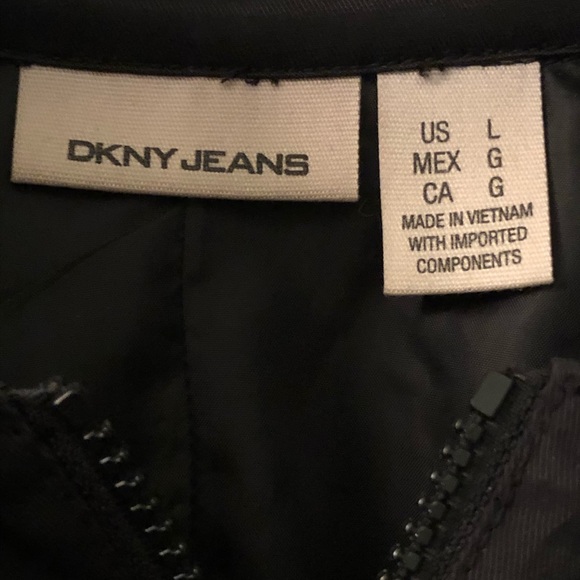 DKNY JEANS
US L
MEX G
CA G
MADE IN VIETNAM
WITH IMPORTED
COMPONENTS